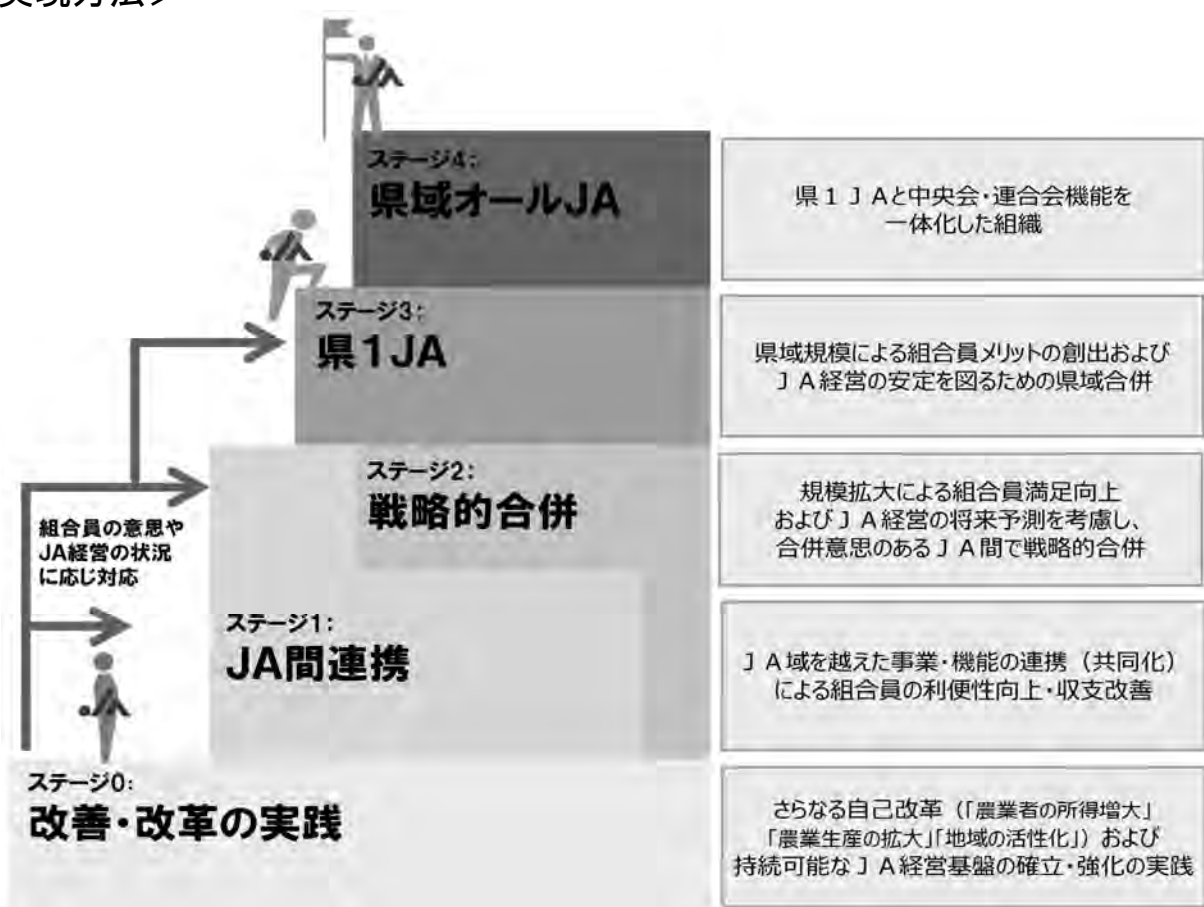 実現方法＞
ステージ4:
県域オールJA
県１ＪＡと中央会・連合会機能を
一体化した組織
ステージ3:
県1JA
県域規模による組合員メリットの創出および
ＪＡ経営の安定を図るための県域合併
ステージ2:
戦略的合併
規模拡大による組合員満足向上
およびＪＡ経営の将来予測を考慮し、
合併意思のあるＪＡ間で戦略的合併
組合員の意思や
JA経営の状況
に応じ対応
ステージ1:
JA間連携
ＪＡ域を越えた事業・機能の連携（共同化）
による組合員の利便性向上・収支改善
ステージ0:
改善・改革の実践
さらなる自己改革（「農業者の所得増大」
「農業生産の拡大」「地域の活性化」）および
持続可能なＪＡ経営基盤の確立・強化の実践
JA
JA
JA